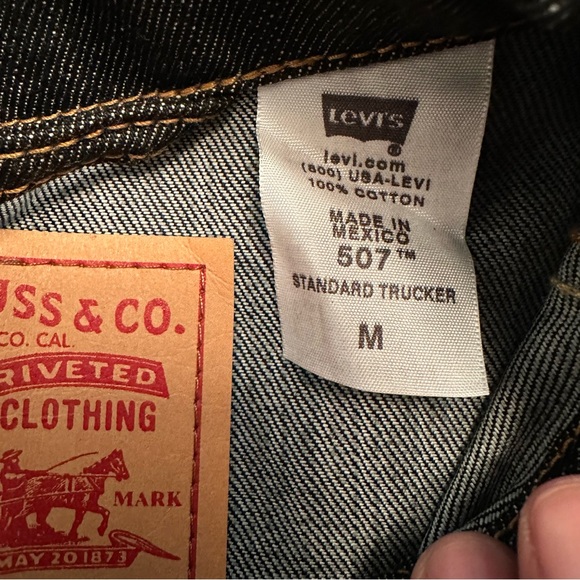 Levi's
®
levi.com
(800) USA-LEVI
100% COTTON
MADE IN
MEXICO
507™
STANDARD TRUCKER
M
USS & CO.
CO. CAL.
RIVETED
CLOTHING
MARK
MAY 20 1873